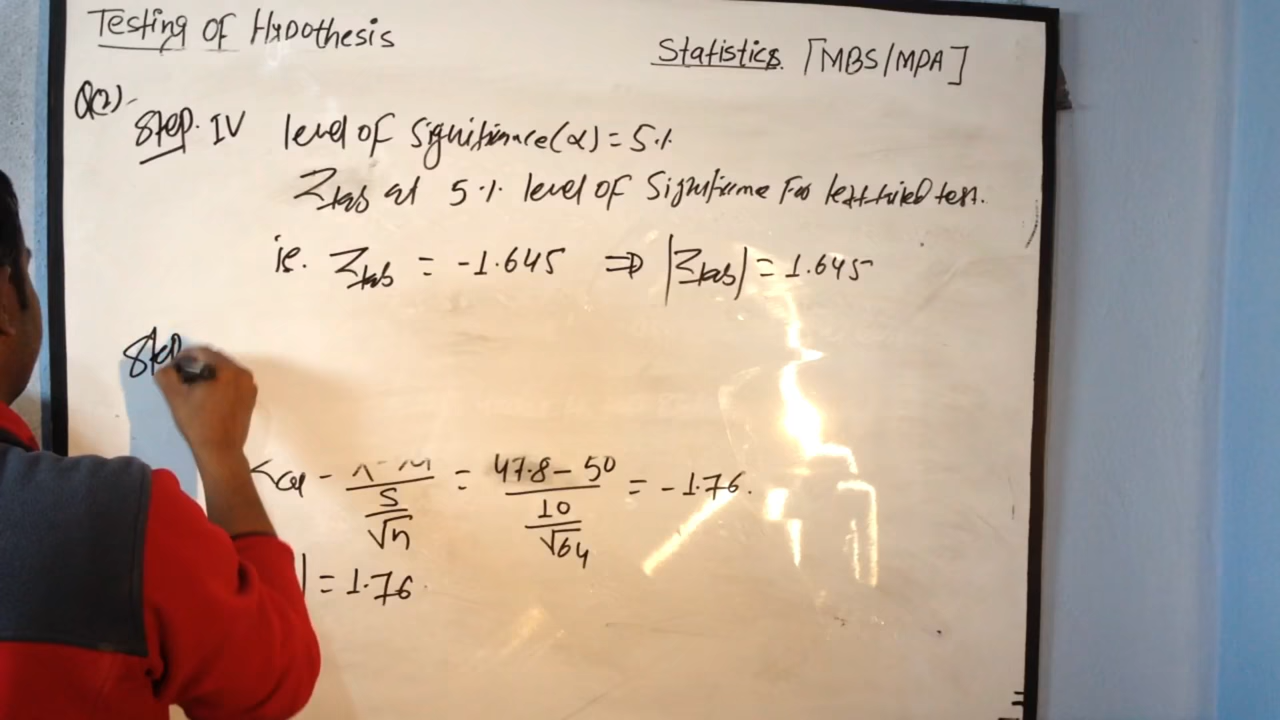 Testing of Hypothesis
Statistics [MBS/MPA]
Q(2)-
Step. IV level of significance(α) = 5%
Ztab at 5% level of significance For left tailed test.
ie. Ztab = -1.645 ⇒ |Ztab| = 1.645
Step
Zcal = = 47.8 - 50 / 10/√64 = -1.76.
S/√n
| = 1.76